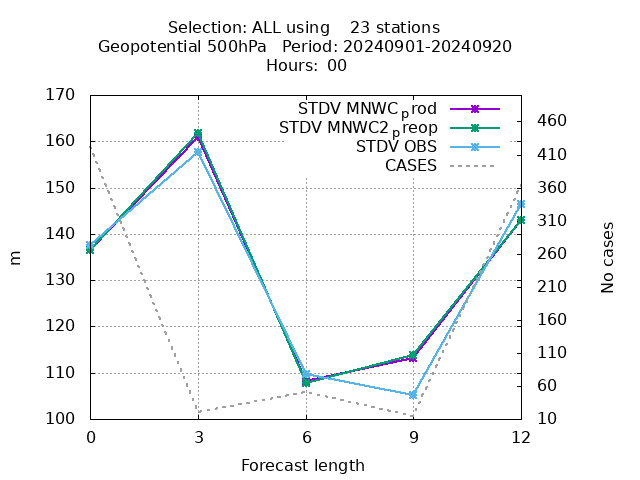 Selection: ALL using    23 stations
Geopotential 500hPa   Period: 20240901-20240920
Hours:  00
170
160
150
140
130
120
110
100
m
STDV MNWCprod
STDV MNWC2preop
STDV OBS
CASES
460
410
360
310
260
210
160
110
60
10
No cases
0 3 6 9 12
Forecast length